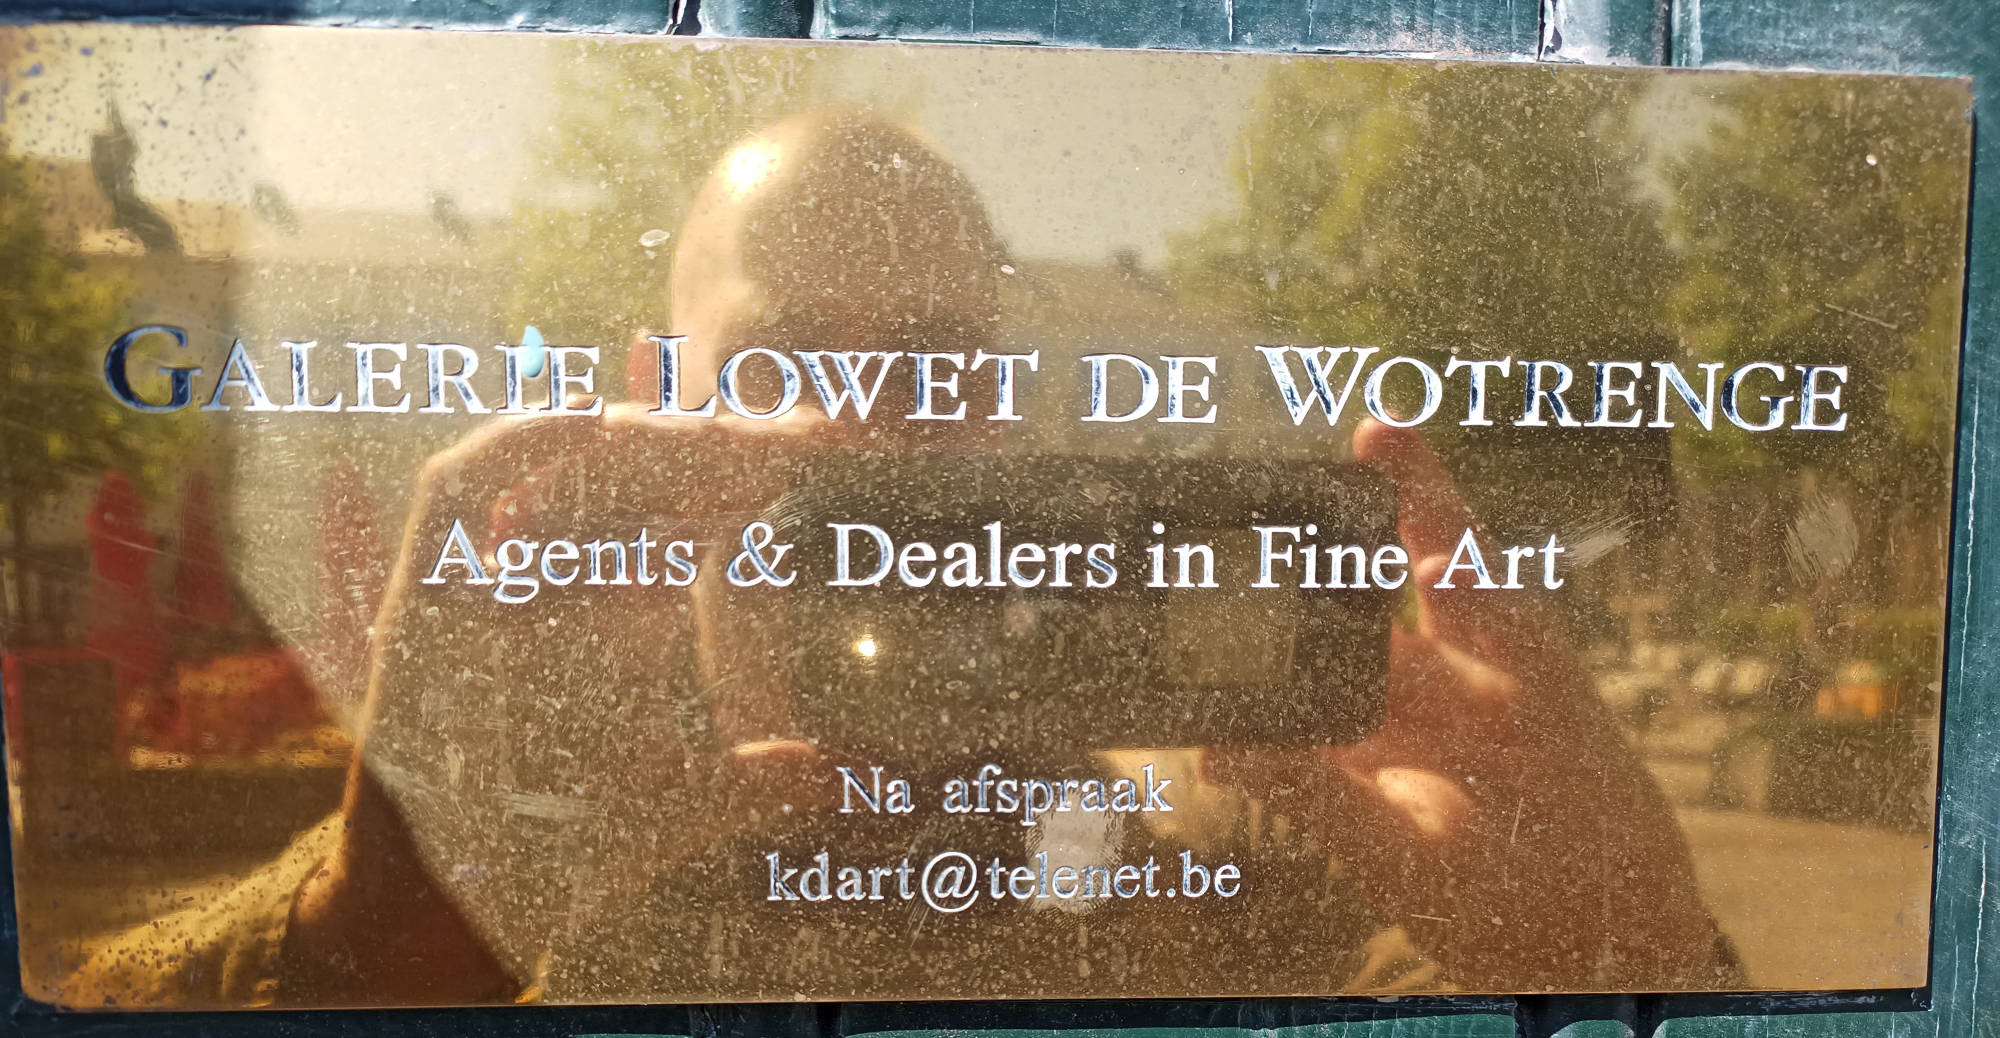 GALERIE LOWET DE WOTRENGE
Agents & Dealers in Fine Art
Na afspraak
kdart@telenet.be